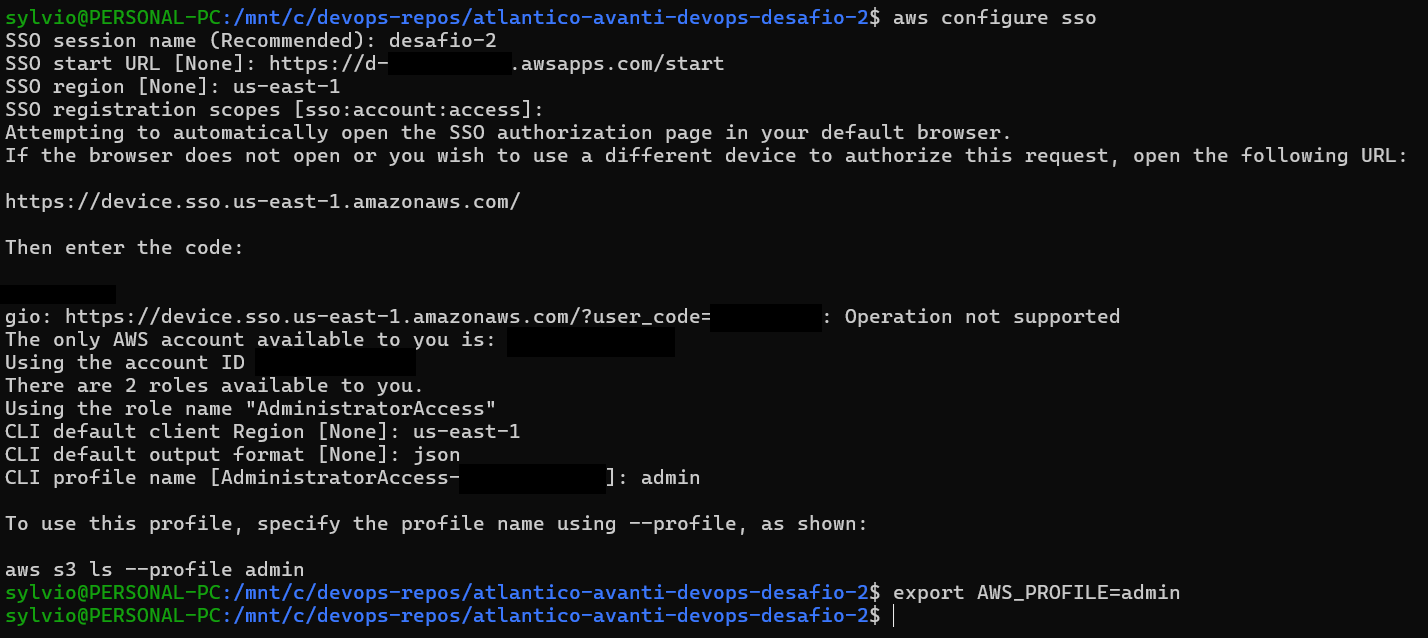 sylvio@PERSONAL-PC:/mnt/c/devops-repos/atlantico-avanti-devops-desafio-2$ aws configure sso
SSO session name (Recommended): desafio-2
SSO start URL [None]: https://d- .awsapps.com/start
SSO region [None]: us-east-1
SSO registration scopes [sso:account:access]:
Attempting to automatically open the SSO authorization page in your default browser.
If the browser does not open or you wish to use a different device to authorize this request, open the following URL:
https://device.sso.us-east-1.amazonaws.com/
Then enter the code:
gio: https://device.sso.us-east-1.amazonaws.com/?user_code= : Operation not supported
The only AWS account available to you is:
Using the account ID
There are 2 roles available to you.
Using the role name "AdministratorAccess"
CLI default client Region [None]: us-east-1
CLI default output format [None]: json
CLI profile name [AdministratorAccess- ]: admin
To use this profile, specify the profile name using --profile, as shown:
aws s3 ls --profile admin
sylvio@PERSONAL-PC:/mnt/c/devops-repos/atlantico-avanti-devops-desafio-2$ export AWS_PROFILE=admin
sylvio@PERSONAL-PC:/mnt/c/devops-repos/atlantico-avanti-devops-desafio-2$